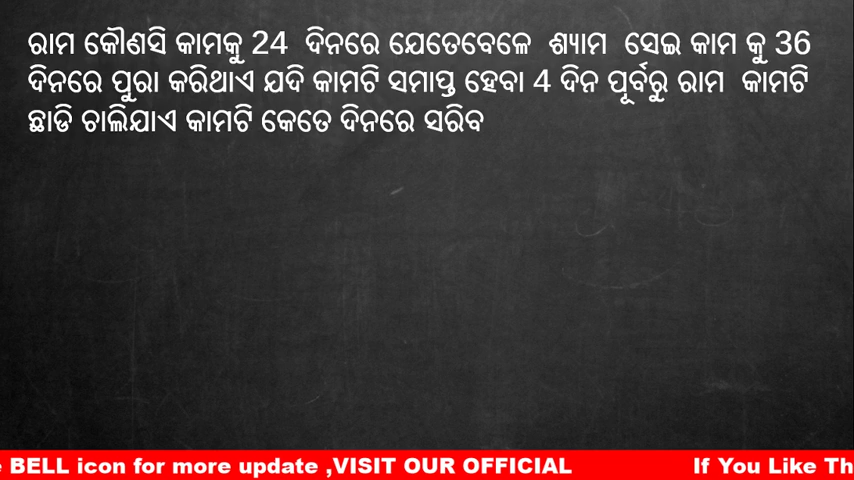 ରାମ କୌଣସି କାମକୁ 24 ଦିନରେ ଯେତେବେଳେ ଶ୍ୟାମ ସେଇ କାମ କୁ 36
ଦିନରେ ପୁରା କରିଥାଏ ଯଦି କାମଟି ସମାପ୍ତ ହେବା 4 ଦିନ ପୂର୍ବରୁ ରାମ କାମଟି
ଛାଡି ଚାଲିଯାଏ କାମଟି କେତେ ଦିନରେ ସରିବ
e BELL icon for more update ,VISIT OUR OFFICIAL If You Like Th